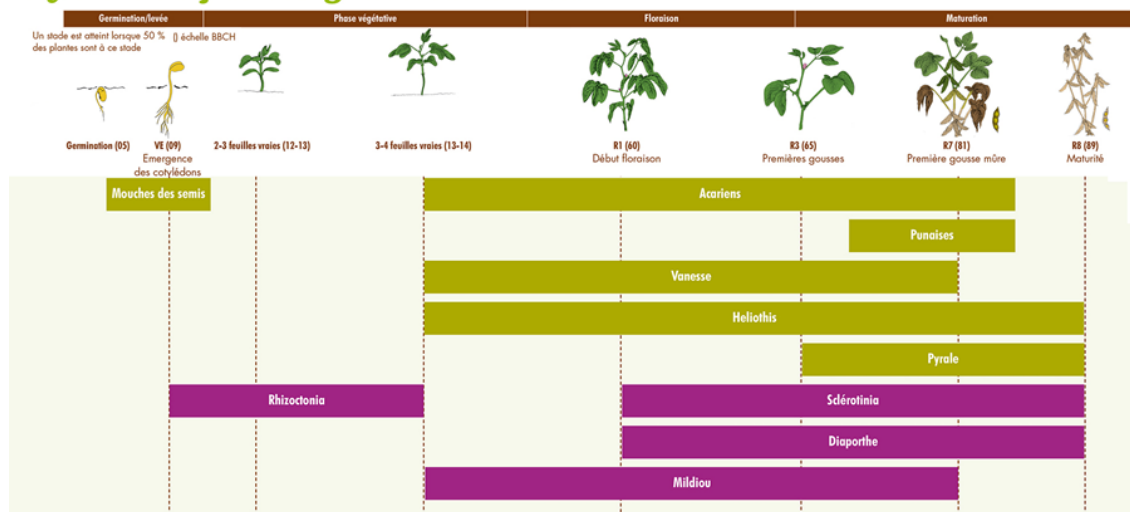 Germination/levée
Phase végétative
Floraison
Maturation
Un stade est atteint lorsque 50 %
des plantes sont à ce stade
() échelle BBCH
Germination (05)
VE (09)
Emergence
des cotylédons
2-3 feuilles vraies (12-13)
3-4 feuilles vraies (13-14)
R1 (60)
Début floraison
R3 (65)
Premières gousses
R7 (81)
Première gousse mûre
R8 (89)
Maturité
Mouches des semis
Acariens
Punaises
Vanesse
Heliothis
Pyrale
Rhizoctonia
Sclérotinia
Diaporthe
Mildiou